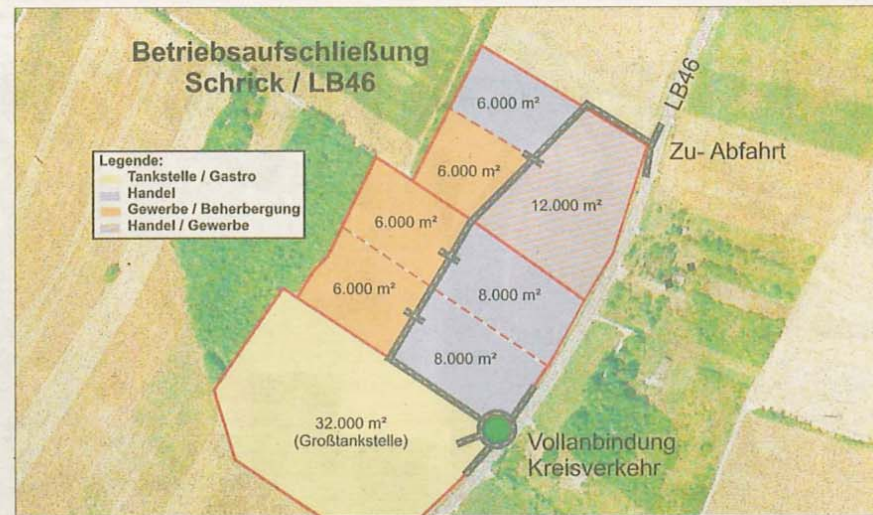 Betriebsaufschließung
Schrick / LB46
LB46
6.000 m²
Zu- Abfahrt
Legende:
Tankstelle / Gastro
Handel
Gewerbe / Beherbergung
Handel / Gewerbe
6.000 m²
12.000 m²
6.000 m²
6.000 m²
8.000 m²
8.000 m²
32.000 m²
(Großtankstelle)
Vollanbindung
Kreisverkehr